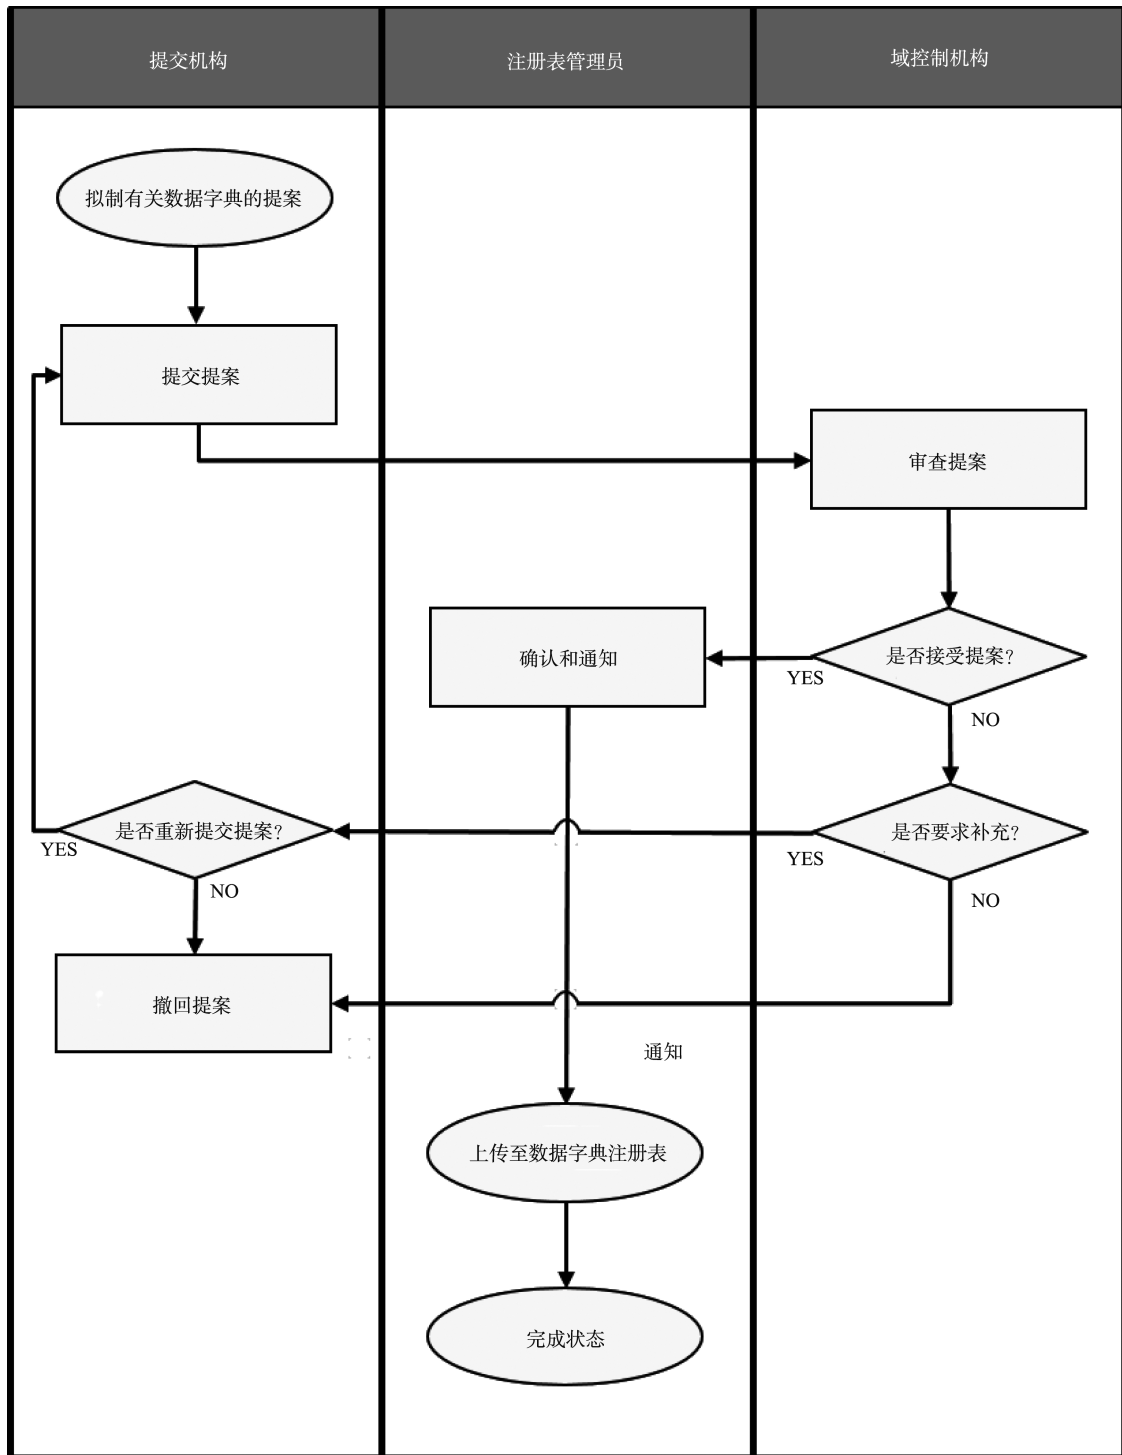 提交机构
注册表管理员
域控制机构
拟制有关数据字典的提案
提交提案
审查提案
确认和通知
是否接受提案?
YES
NO
是否重新提交提案?
是否要求补充?
YES
YES
NO
NO
撤回提案
通知
上传至数据字典注册表
完成状态